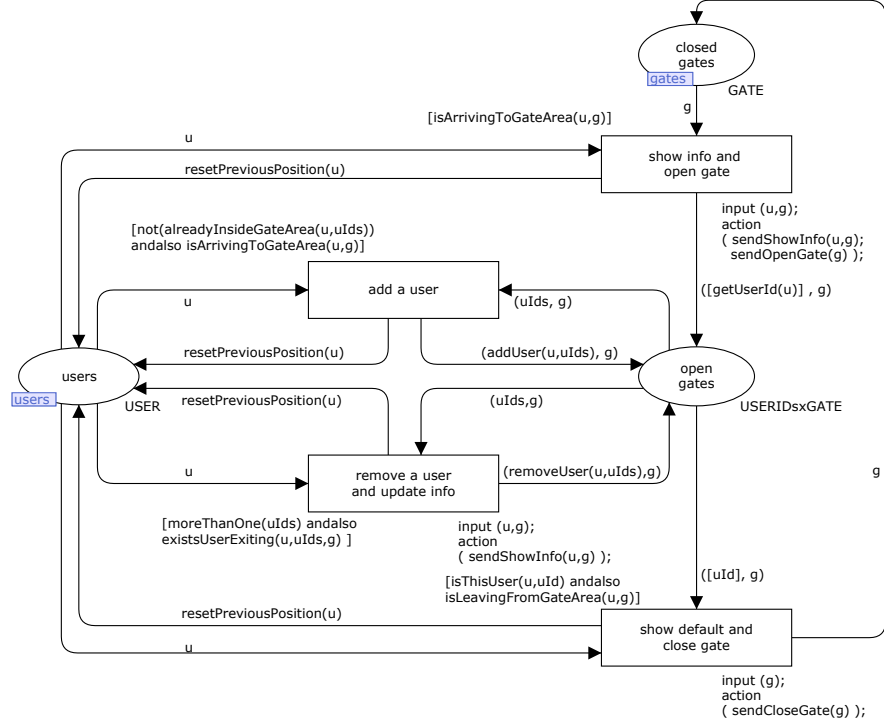 closed
gates
gates
GATE
g
[isArrivingToGateArea(u,g)]
u
show info and
open gate
resetPreviousPosition(u)
input (u,g);
action
( sendShowInfo(u,g);
sendOpenGate(g) );
[not(alreadyInsideGateArea(u,uIds))
andalso isArrivingToGateArea(u,g)]
add a user
u
(uIds, g)
([getUserId(u)] , g)
resetPreviousPosition(u)
(addUser(u,uIds), g)
users
users
USER
open
gates
USERIDsxGATE
resetPreviousPosition(u)
(uIds,g)
u
remove a user
and update info
(removeUser(u,uIds),g)
g
[moreThanOne(uIds) andalso
existsUserExiting(u,uIds,g) ]
input (u,g);
action
( sendShowInfo(u,g) );
([uId], g)
[isThisUser(u,uId) andalso
isLeavingFromGateArea(u,g)]
resetPreviousPosition(u)
show default and
close gate
u
input (g);
action
( sendCloseGate(g) );